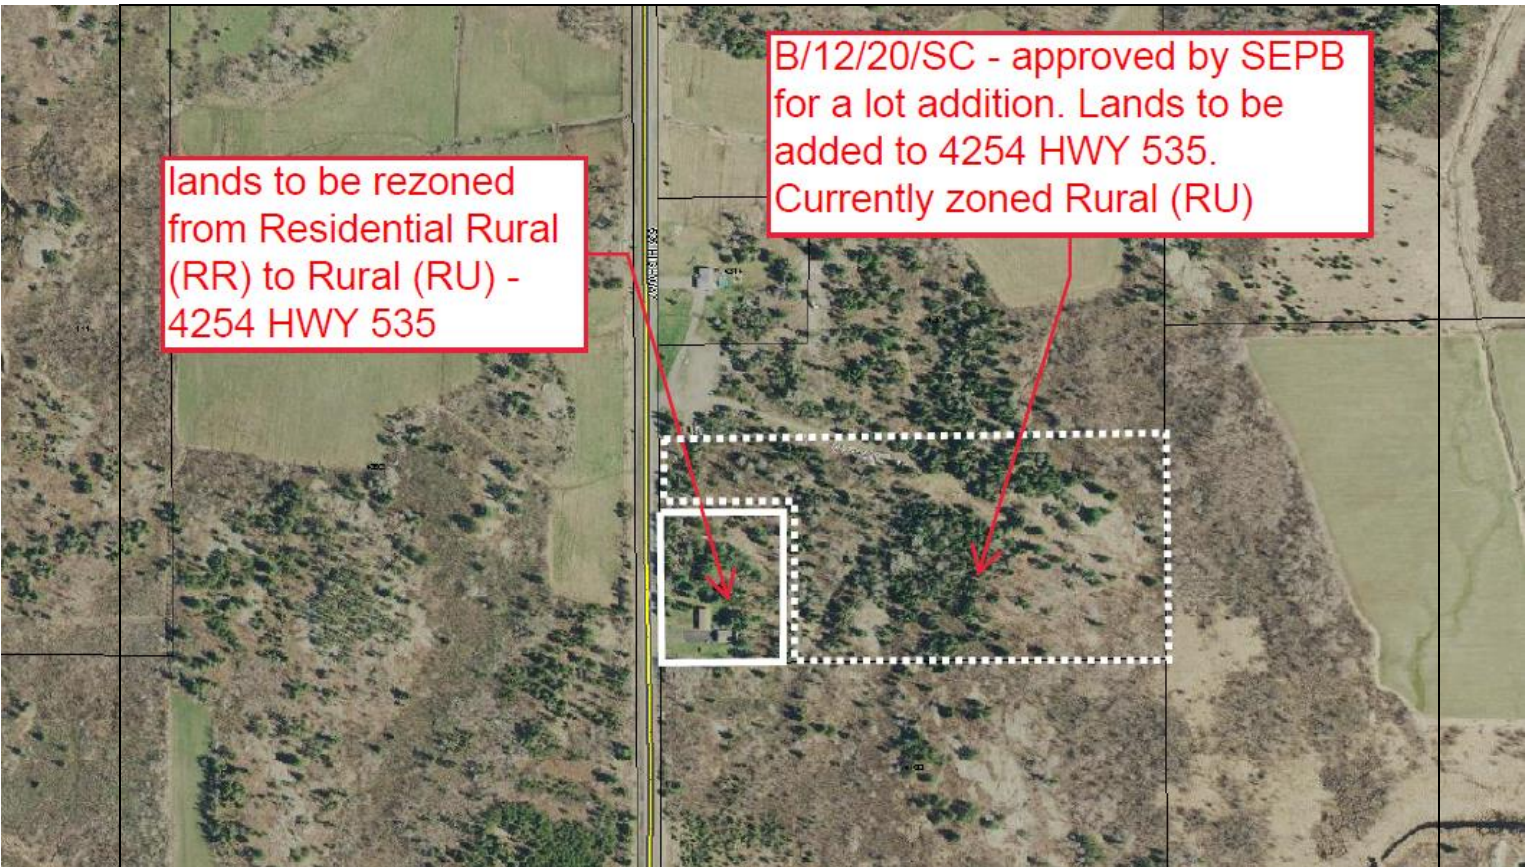 B/12/20/SC - approved by SEPB
for a lot addition. Lands to be
added to 4254 HWY 535.
Currently zoned Rural (RU)
lands to be rezoned
from Residential Rural
(RR) to Rural (RU) -
4254 HWY 535